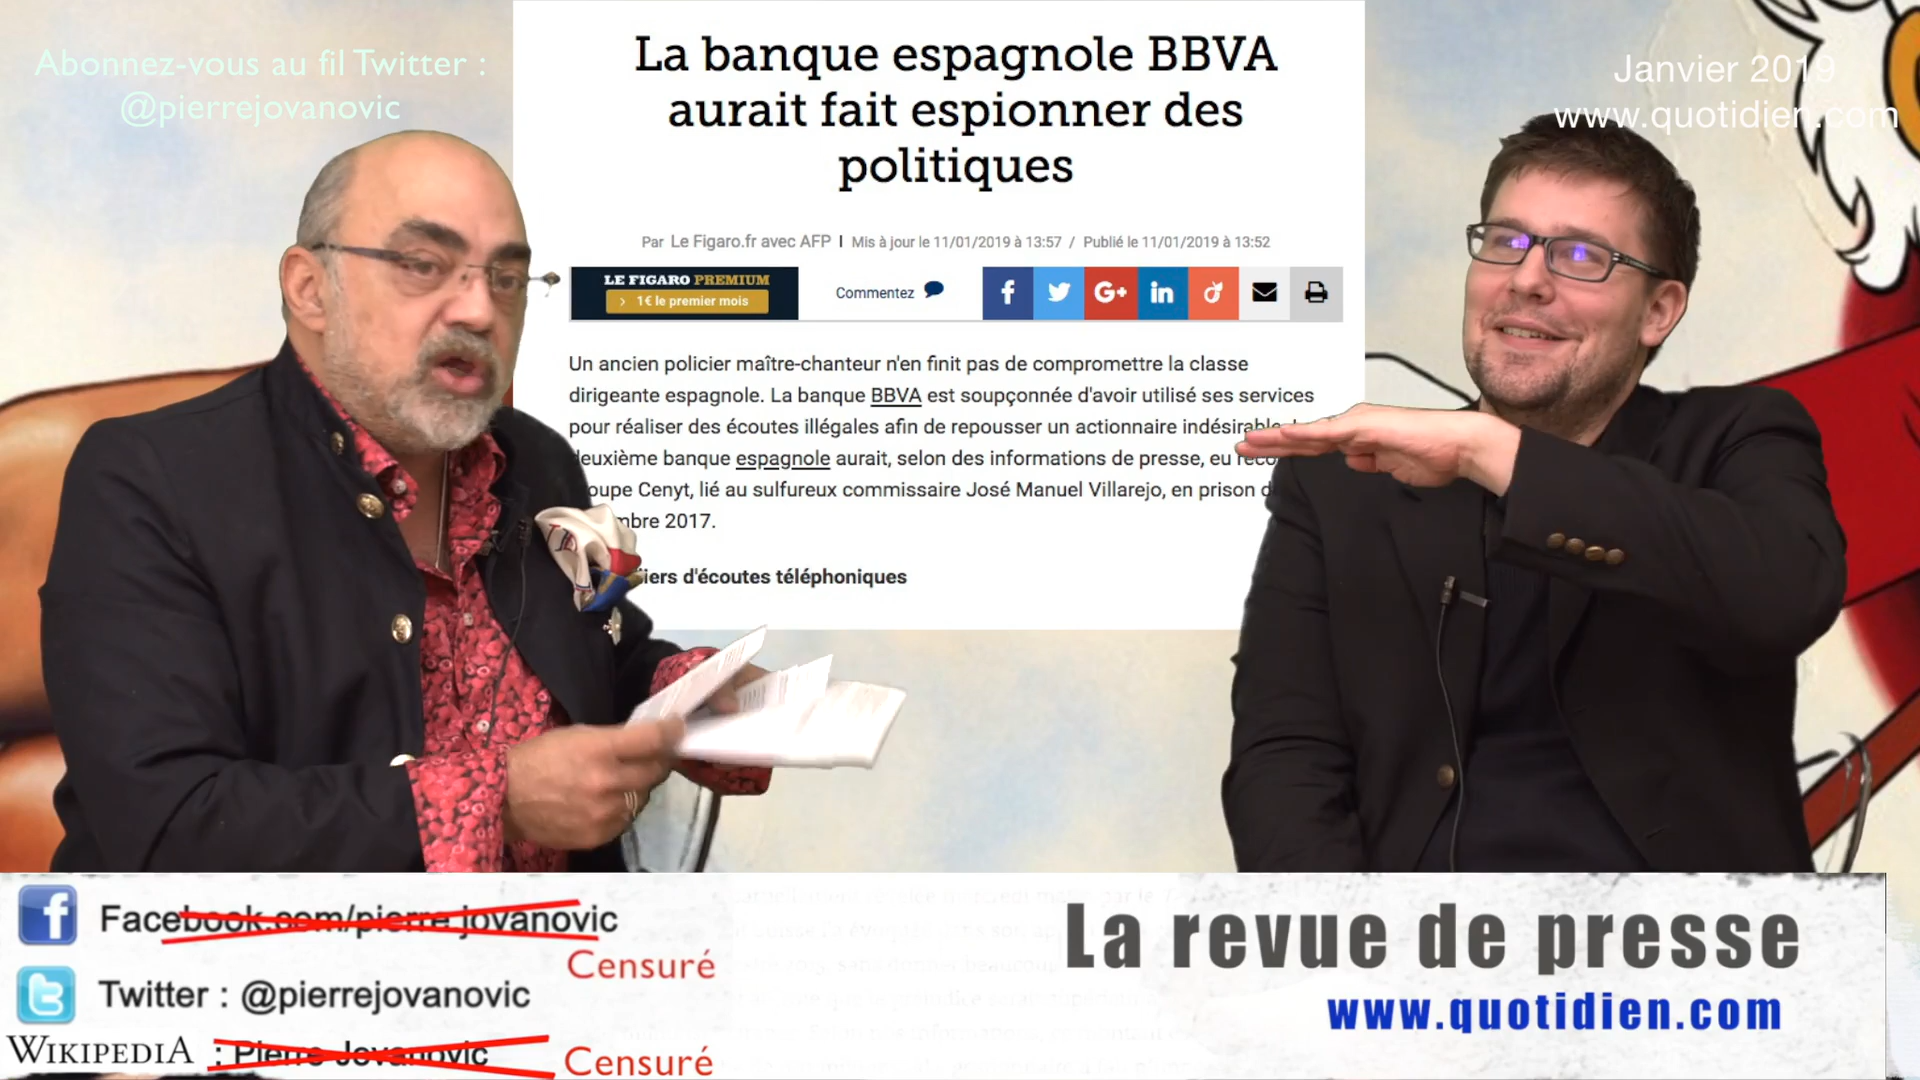 Abonnez-vous au fil Twitter :
@pierrejovanovic
Janvier 2019
www.quotidien.com
La banque espagnole BBVA
aurait fait espionner des
politiques
Par Le Figaro.fr avec AFP | Mis à jour le 11/01/2019 à 13:57 / Publié le 11/01/2019 à 13:52
LE FIGARO PREMIUM
> 1€ le premier mois
Commentez
f
G+
in
Un ancien policier maître-chanteur n'en finit pas de compromettre la classe
dirigeante espagnole. La banque BBVA est soupçonnée d'avoir utilisé ses services
pour réaliser des écoutes illégales afin de repousser un actionnaire indésirable
deuxième banque espagnole aurait, selon des informations de presse, eu reco
oupe Cenyt, lié au sulfureux commissaire José Manuel Villarejo, en prison d
mbre 2017.
iers d'écoutes téléphoniques
f Facebook.com/pierre jovanovic
Censuré
t Twitter : @pierrejovanovic
WIKIPEDIA : Pierre Jovanovic
Censuré
La revue de presse
www.quotidien.com